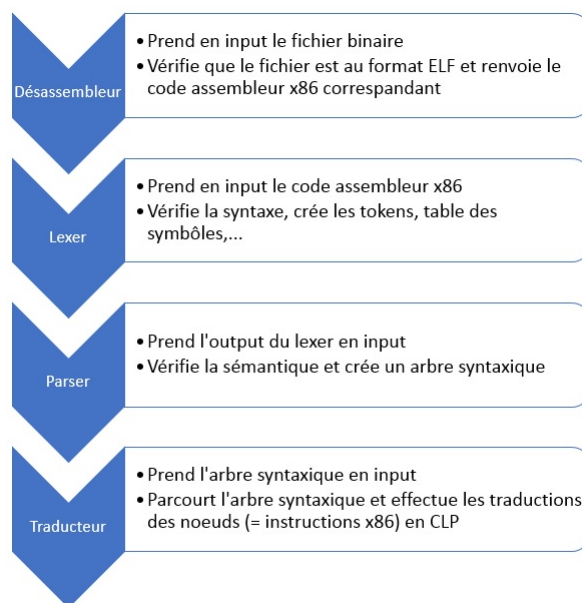 Désassembleur
• Prend en input le fichier binaire
• Vérifie que le fichier est au format ELF et renvoie le
code assembleur x86 correspandant
Lexer
• Prend en input le code assembleur x86
• Vérifie la syntaxe, crée les tokens, table des
symbôles,...
Parser
• Prend l'output du lexer en input
• Vérifie la sémantique et crée un arbre syntaxique
Traducteur
• Prend l'arbre syntaxique en input
• Parcourt l'arbre syntaxique et effectue les traductions
des noeuds (= instructions x86) en CLP